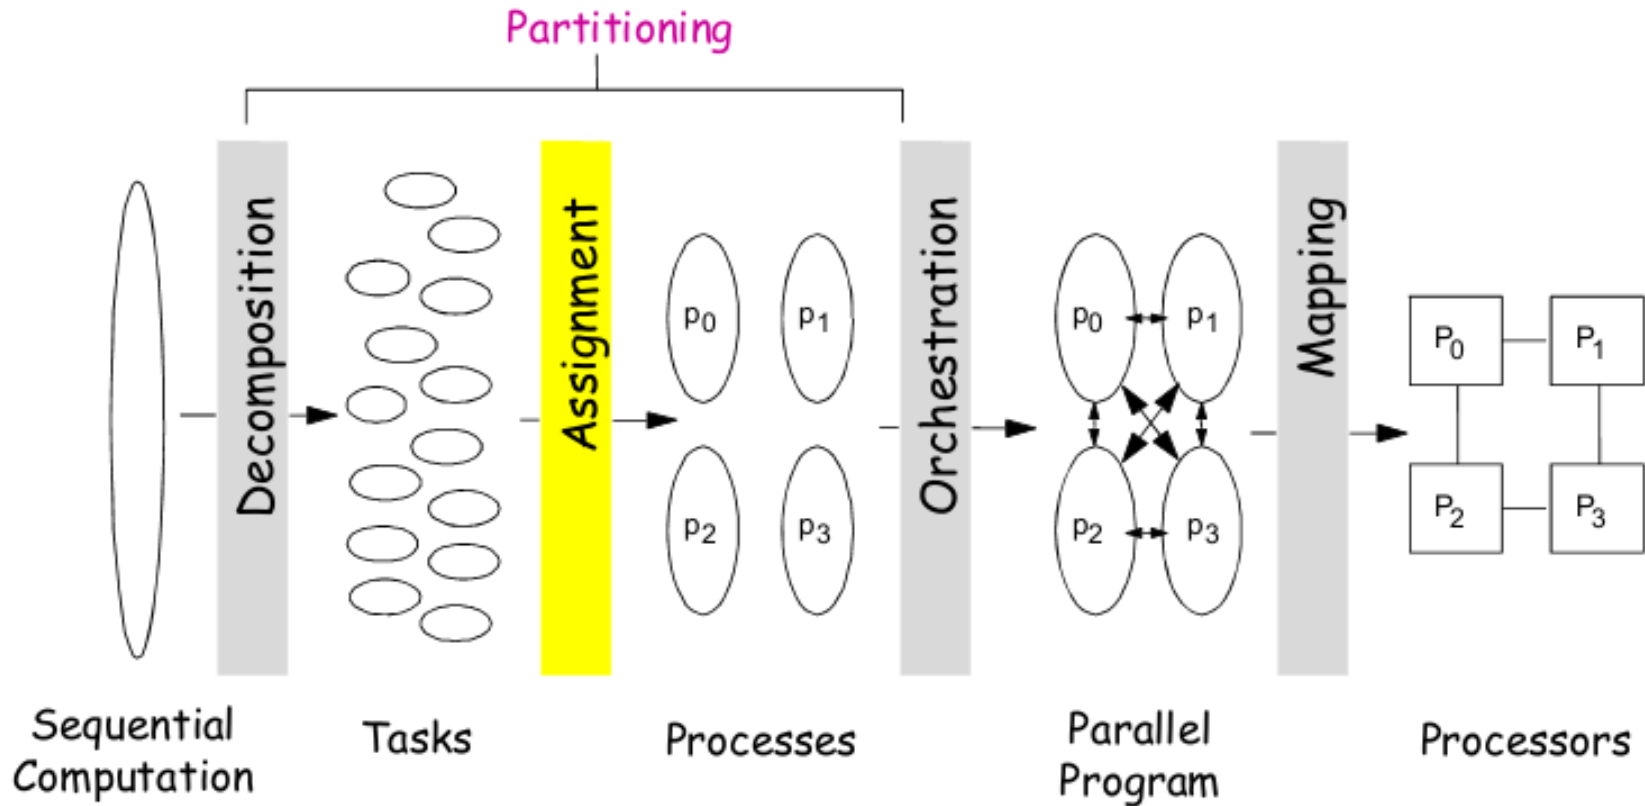 Partitioning
Decomposition
Assignment
Orchestration
Mapping
p0
p1
p2
p3
p0
p1
p2
p3
P0
P1
P2
P3
Sequential
Computation
Tasks
Processes
Parallel
Program
Processors